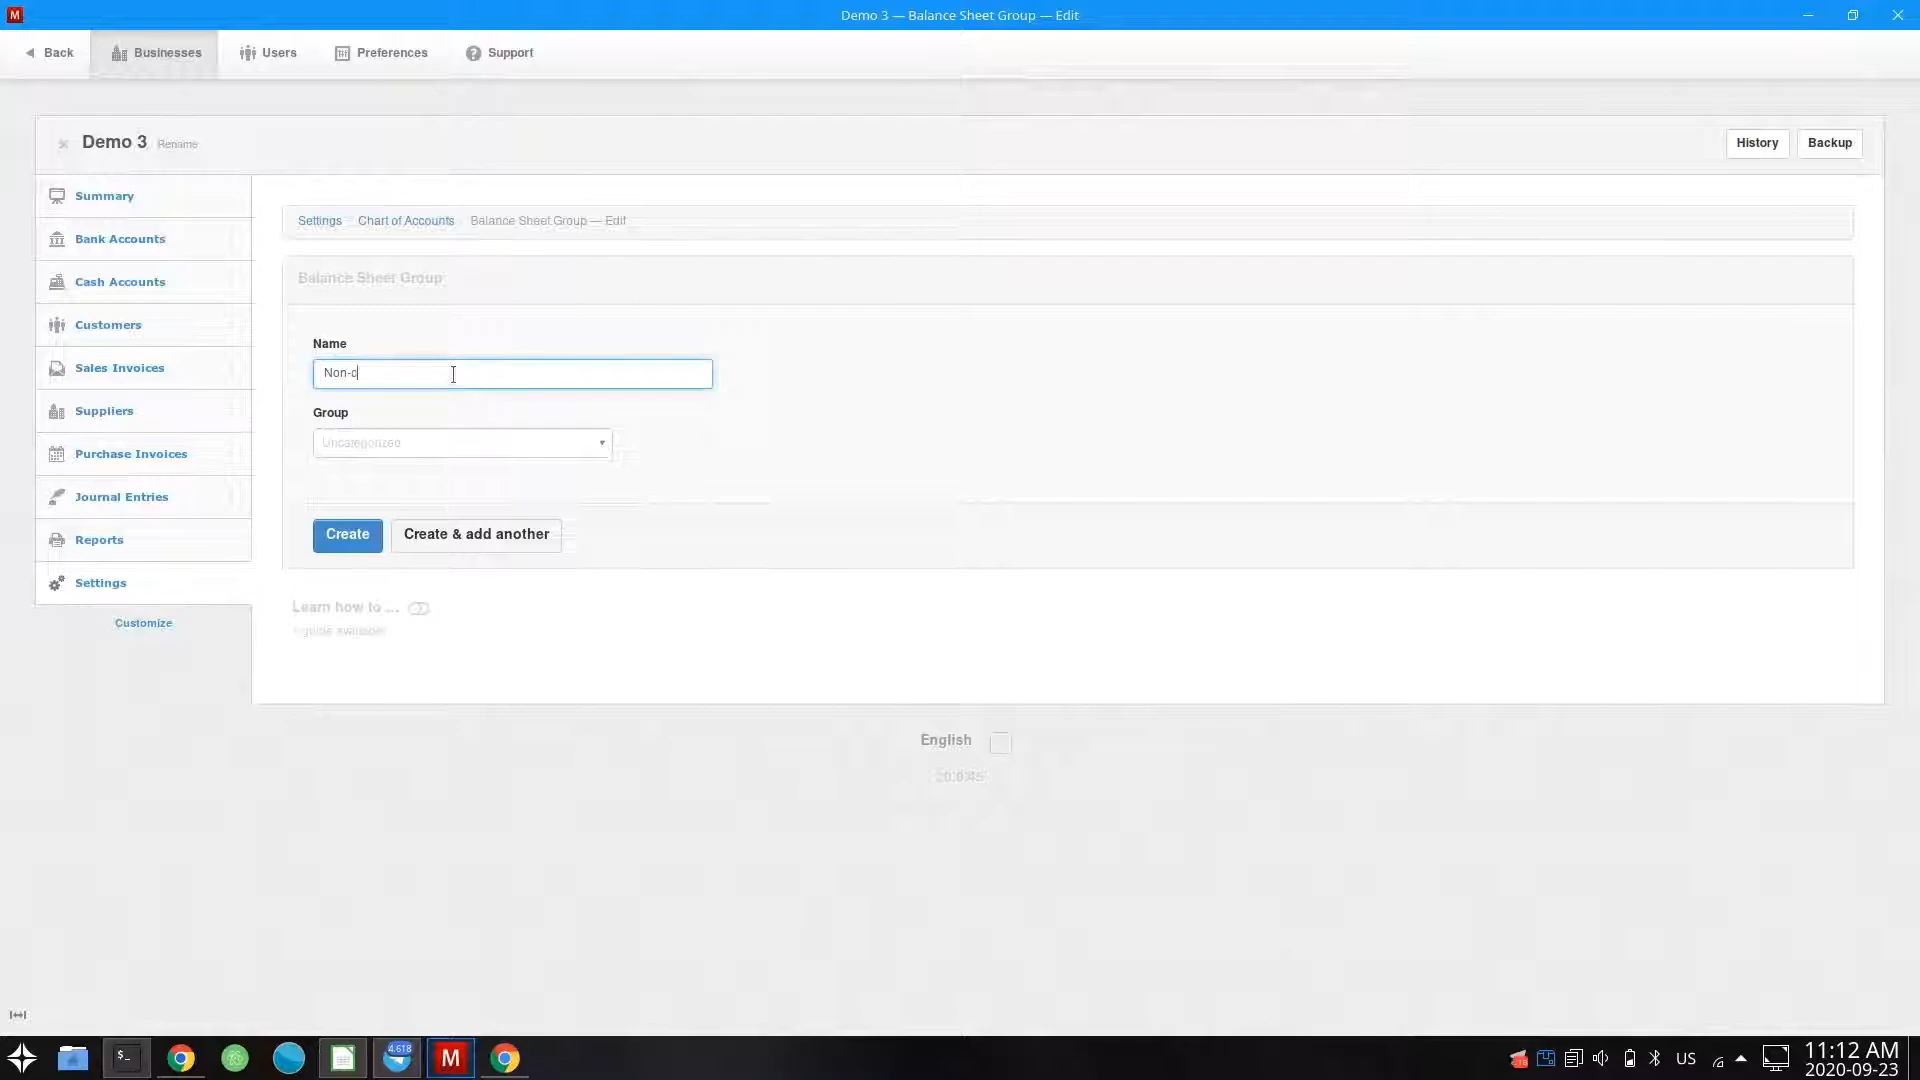 Demo 3 — Balance Sheet Group — Edit
Back
Businesses
Users
Preferences
Support
Demo 3 Rename
History
Backup
Summary
Bank Accounts
Cash Accounts
Customers
Sales Invoices
Suppliers
Purchase Invoices
Journal Entries
Reports
Settings
Customize
Settings Chart of Accounts Balance Sheet Group — Edit
Balance Sheet Group
Name
Non-c
Group
Uncategorized
Create
Create & add another
Learn how to ...
English
$_
4,618
M
US
11:12 AM
2020-09-23